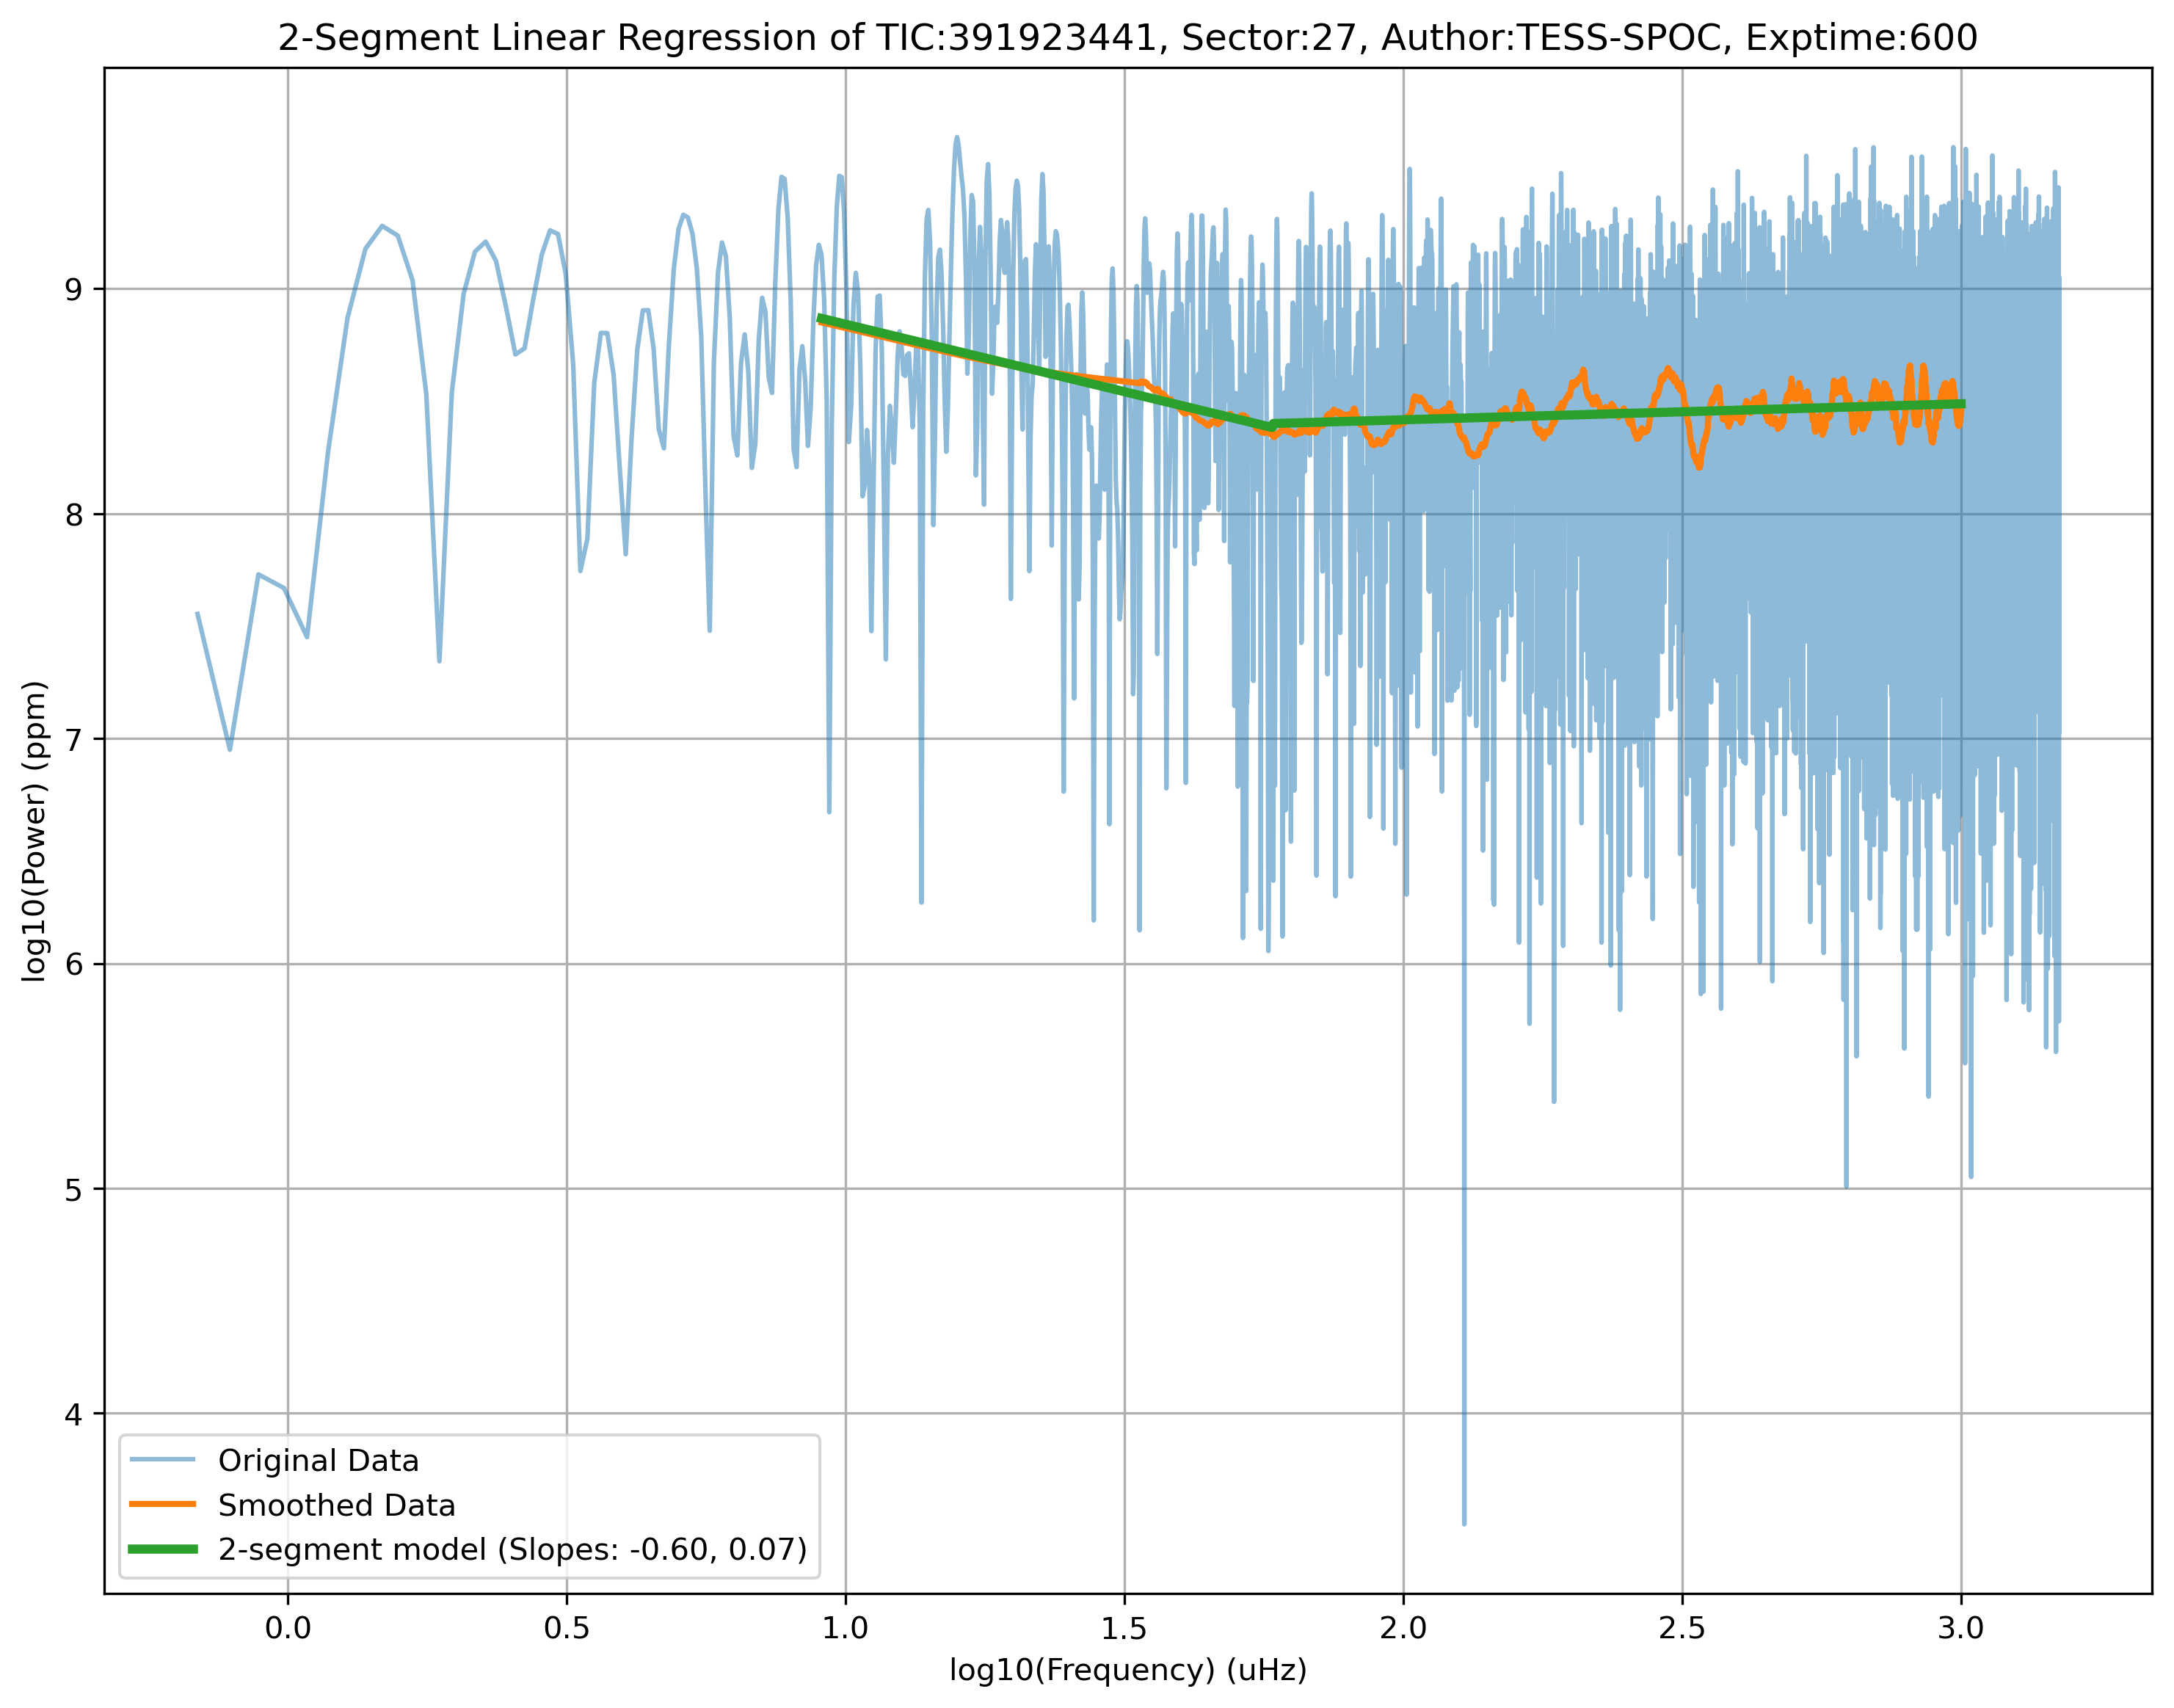 2-Segment Linear Regression of TIC:391923441, Sector:27, Author:TESS-SPOC, Exptime:600
log10(Power) (ppm)
9
8
7
6
5
4
Original Data
Smoothed Data
2-segment model (Slopes: -0.60, 0.07)
0.0 0.5 1.0 1.5 2.0 2.5 3.0
log10(Frequency) (uHz)